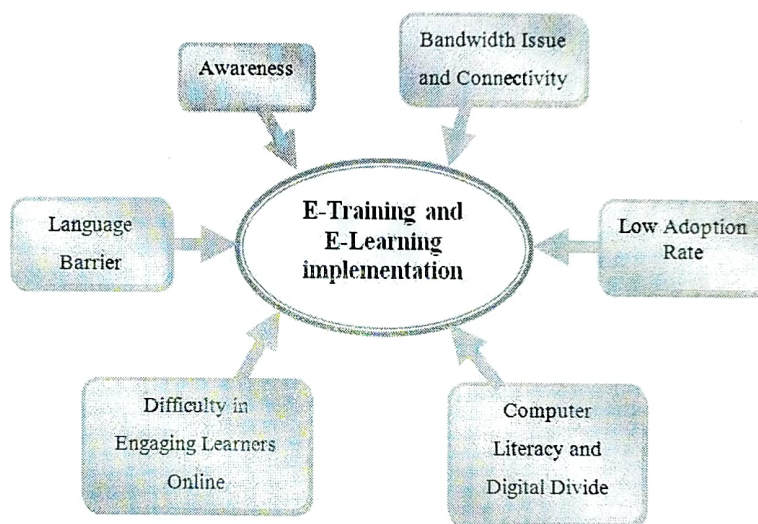 Awareness
Bandwidth Issue
and Connectivity
Language
Barrier
E-Training and
E-Learning
implementation
Low Adoption
Rate
Difficulty in
Engaging Learners
Online
Computer
Literacy and
Digital Divide